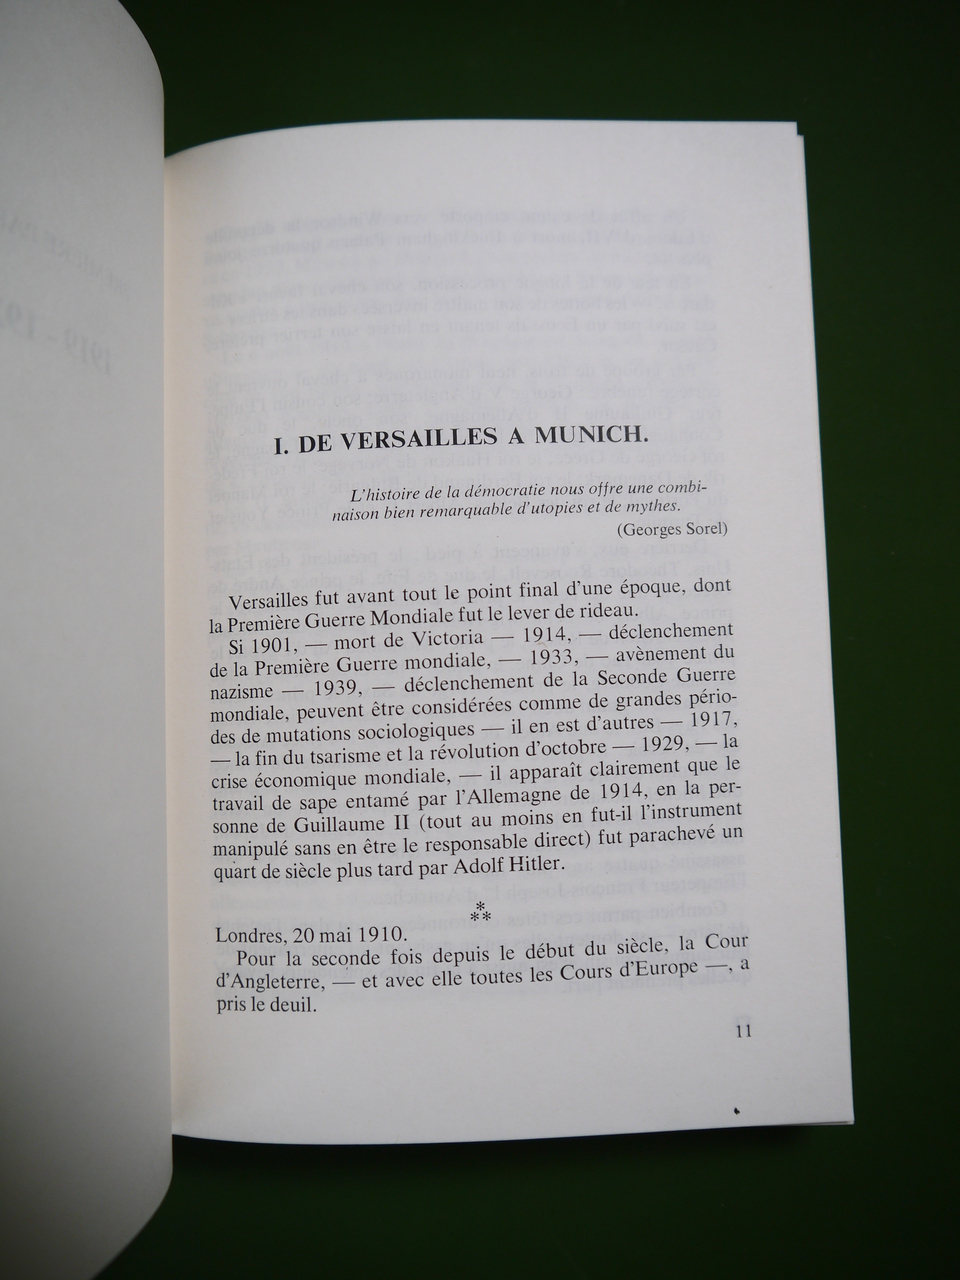 I. DE VERSAILLES A MUNICH.
L'histoire de la démocratie nous offre une combi-
naison bien remarquable d'utopies et de mythes.
(Georges Sorel)
Versailles fut avant tout le point final d'une époque, dont
la Première Guerre Mondiale fut le lever de rideau.
Si 1901, — mort de Victoria — 1914, — déclenchement
de la Première Guerre mondiale, — 1933, — avènement du
nazisme — 1939, — déclenchement de la Seconde Guerre
mondiale, peuvent être considérées comme de grandes pério-
des de mutations sociologiques — il en est d'autres — 1917,
— la fin du tsarisme et la révolution d'octobre — 1929, — la
crise économique mondiale, — il apparaît clairement que le
travail de sape entamé par l'Allemagne de 1914, en la per-
sonne de Guillaume II (tout au moins en fut-il l'instrument
manipulé sans en être le responsable direct) fut parachevé un
quart de siècle plus tard par Adolf Hitler.
*
**
Londres, 20 mai 1910.
Pour la seconde fois depuis le début du siècle, la Cour
d'Angleterre, — et avec elle toutes les Cours d'Europe —, a
pris le deuil.
11